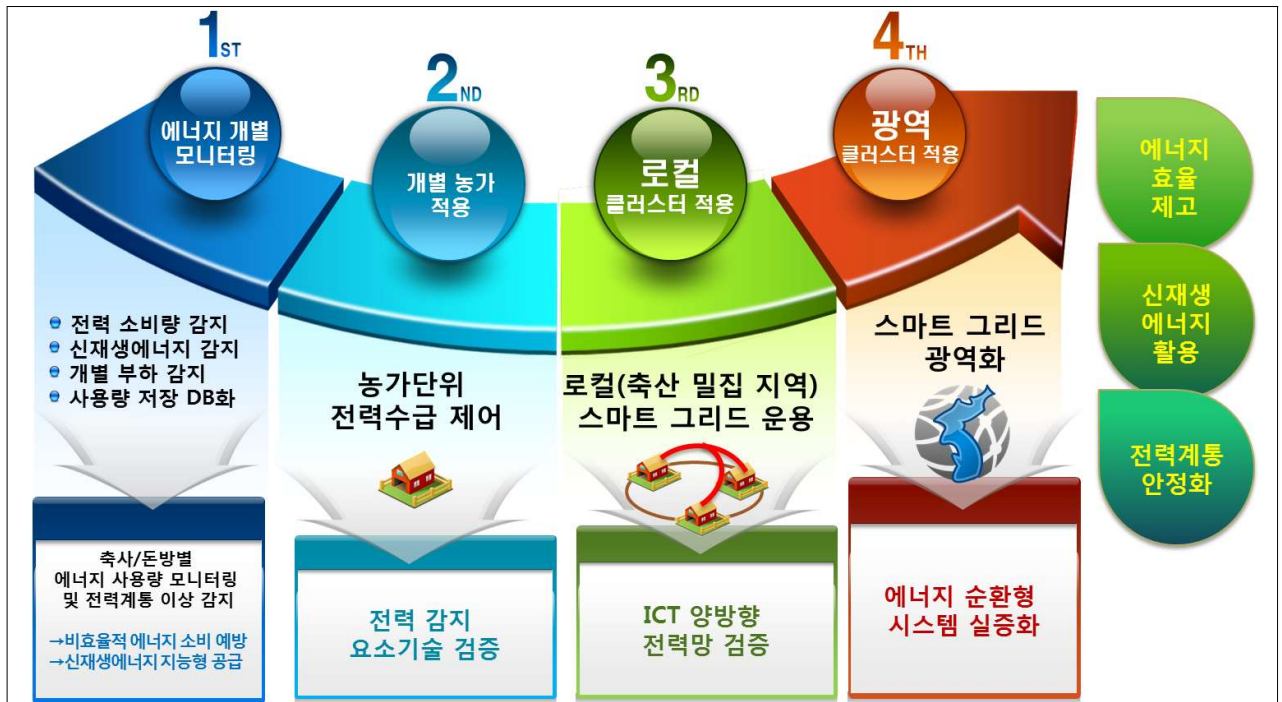 1ST
에너지 개별
모니터링
전력 소비량 감지
신재생에너지 감지
개별 부하 감지
사용량 저장 DB화
축사/돈방별
에너지 사용량 모니터링
및 전력계통 이상 감지
→비효율적 에너지 소비 예방
→신재생에너지 지능형 공급
2ND
개별 농가
적용
농가단위
전력수급 제어
전력 감지
요소기술 검증
3RD
로컬
클러스터 적용
로컬(축산 밀집 지역)
스마트 그리드 운용
ICT 양방향
전력망 검증
4TH
광역
클러스터 적용
스마트 그리드
광역화
에너지 순환형
시스템 실증화
에너지
효율
제고
신재생
에너지
활용
전력계통
안정화